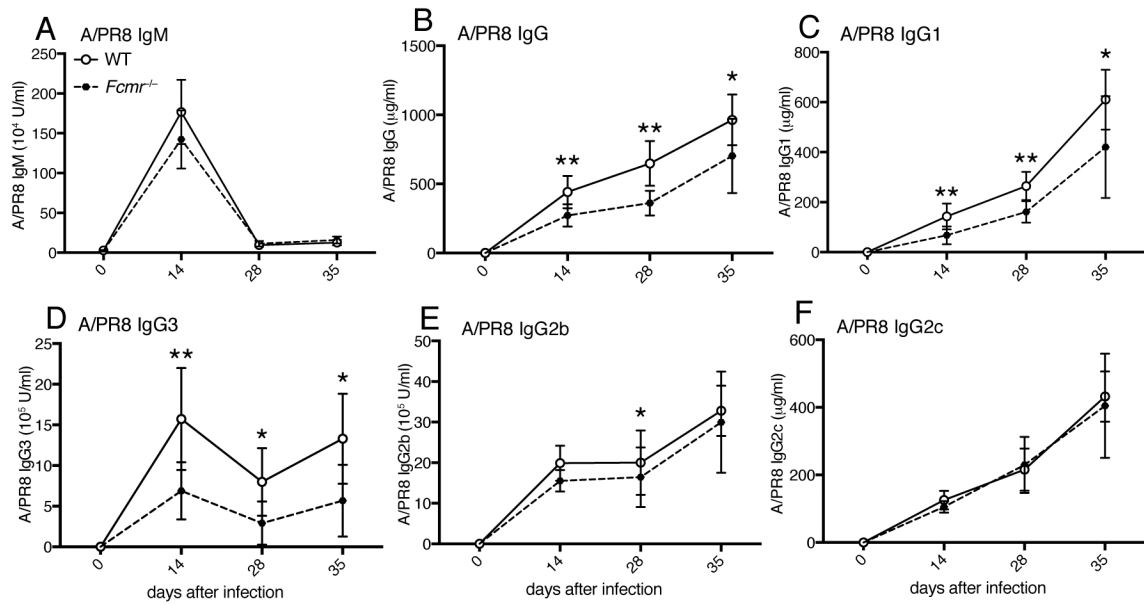 A A/PR8 IgM
WT
Fcmr–/–
A/PR8 IgM (10⁴ U/ml)
250
200
150
100
50
0
0 14 28 35
B A/PR8 IgG
A/PR8 IgG (µg/ml)
1500
1000
500
0
** ** *
0 14 28 35
C A/PR8 IgG1
A/PR8 IgG1 (µg/ml)
800
600
400
200
0
** ** *
0 14 28 35
D A/PR8 IgG3
A/PR8 IgG3 (10⁵ U/ml)
25
20
15
10
5
0
** * *
0 14 28 35
days after infection
E A/PR8 IgG2b
A/PR8 IgG2b (10⁵ U/ml)
50
40
30
20
10
0
*
0 14 28 35
days after infection
F A/PR8 IgG2c
A/PR8 IgG2c (µg/ml)
600
400
200
0
0 14 28 35
days after infection